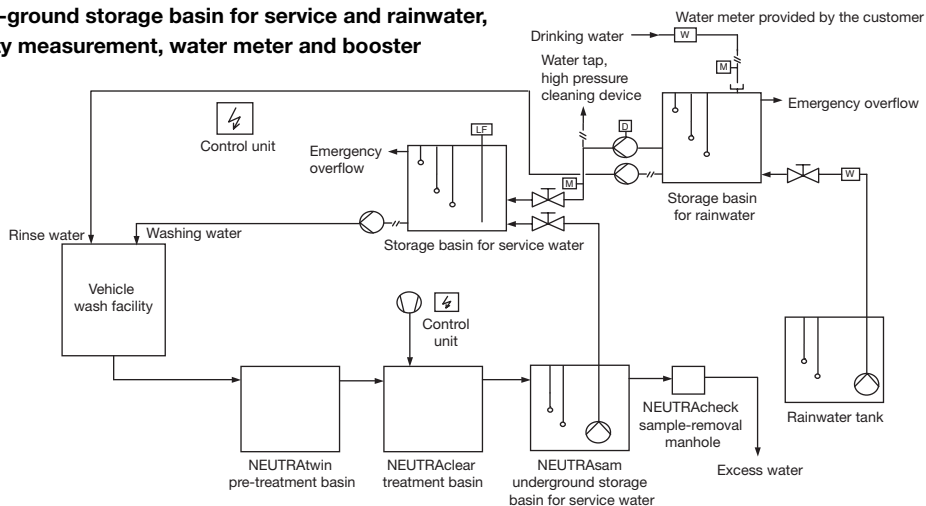 -ground storage basin for service and rainwater,
ty measurement, water meter and booster
Water meter provided by the customer
Drinking water
W
Water tap,
high pressure
cleaning device
M
Emergency overflow
Control unit
LF
D
Emergency
overflow
M
W
Storage basin
for rainwater
Rinse water
Washing water
Storage basin for service water
Vehicle
wash facility
Control
unit
NEUTRAcheck
sample-removal
manhole
Rainwater tank
NEUTRAtwin
pre-treatment basin
NEUTRAclear
treatment basin
NEUTRAsam
underground storage
basin for service water
Excess water